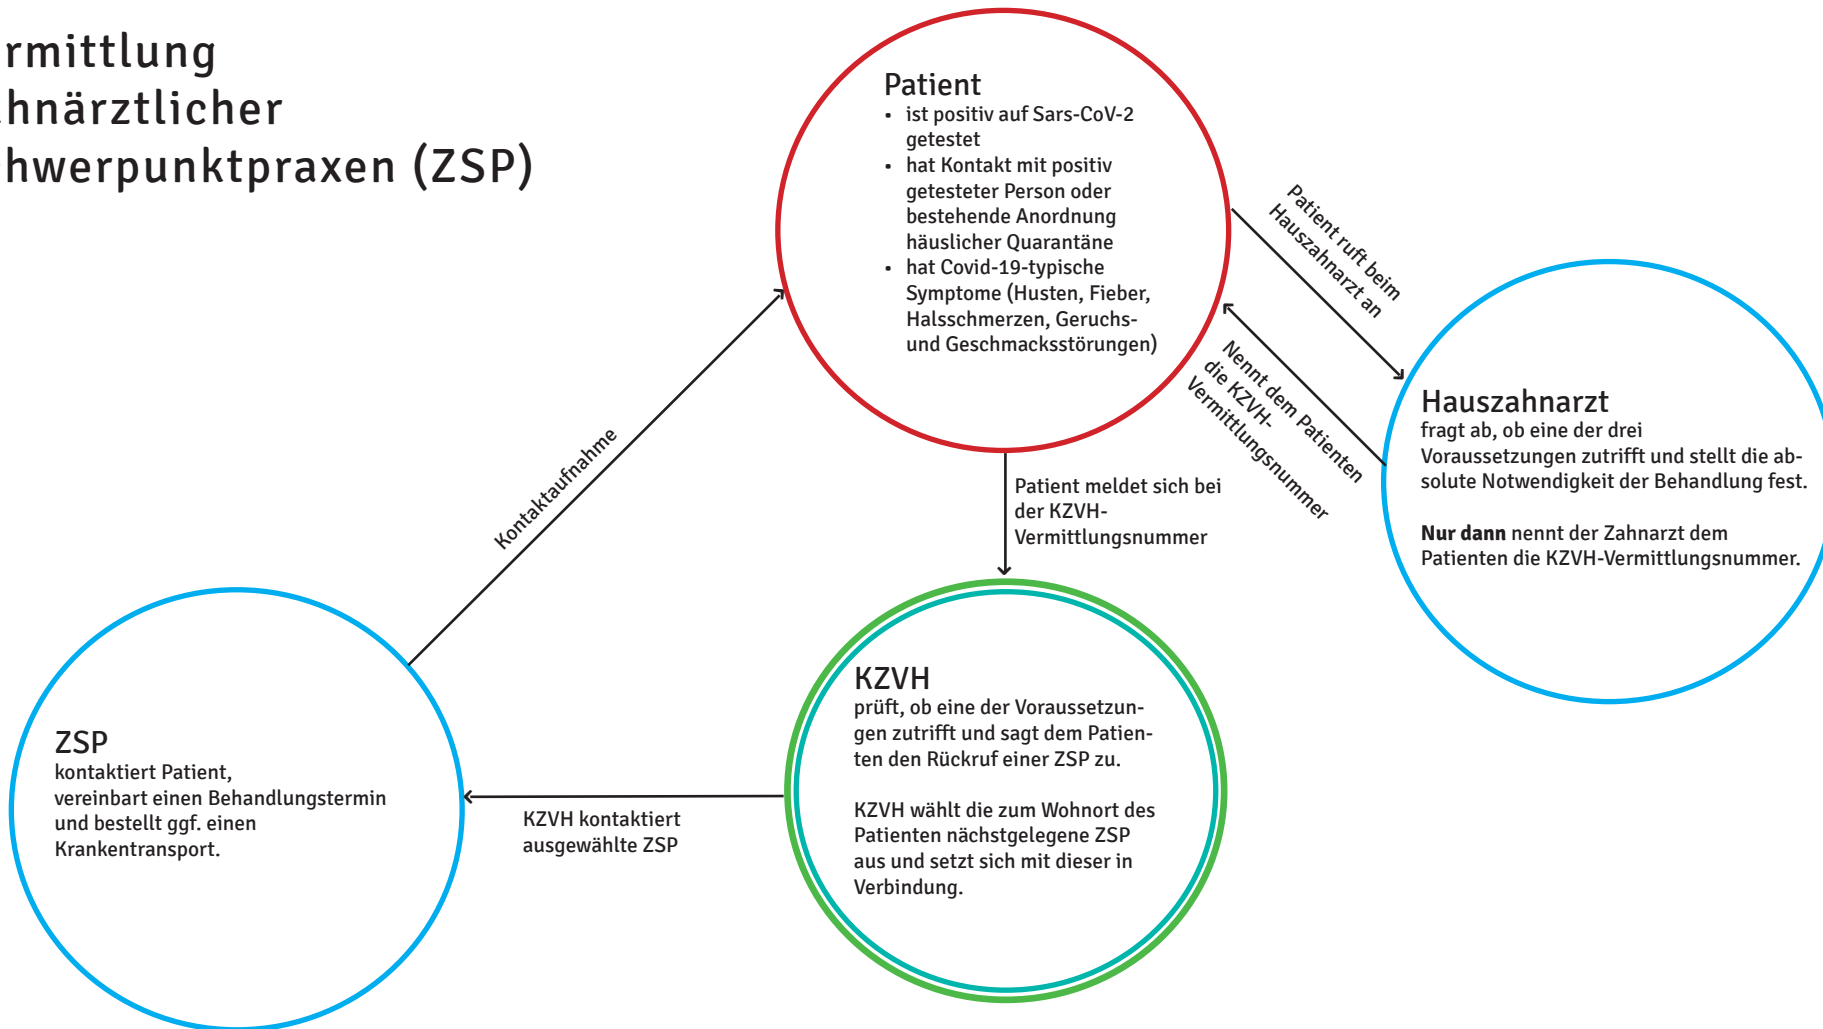 rmittlung
hnärztlicher
hwerpunktpraxen (ZSP)
Patient
• ist positiv auf Sars-CoV-2
getestet
• hat Kontakt mit positiv
getesteter Person oder
bestehende Anordnung
häuslicher Quarantäne
• hat Covid-19-typische
Symptome (Husten, Fieber,
Halsschmerzen, Geruchs-
und Geschmacksstörungen)
Patient ruft beim
Hauszahnarzt an
Nennt dem Patienten
die KZVH-
Vermittlungsnummer
Hauszahnarzt
fragt ab, ob eine der drei
Voraussetzungen zutrifft und stellt die ab-
solute Notwendigkeit der Behandlung fest.
Nur dann nennt der Zahnarzt dem
Patienten die KZVH-Vermittlungsnummer.
Patient meldet sich bei
der KZVH-
Vermittlungsnummer
KZVH
prüft, ob eine der Voraussetzun-
gen zutrifft und sagt dem Patien-
ten den Rückruf einer ZSP zu.
KZVH wählt die zum Wohnort des
Patienten nächstgelegene ZSP
aus und setzt sich mit dieser in
Verbindung.
KZVH kontaktiert
ausgewählte ZSP
ZSP
kontaktiert Patient,
vereinbart einen Behandlungstermin
und bestellt ggf. einen
Krankentransport.
Kontaktaufnahme